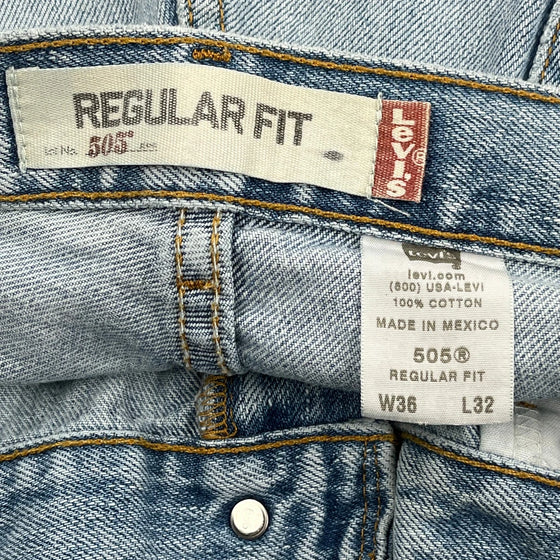 REGULAR FIT
Lot No. 505
Levi's®
Levi's
levi.com
(800) USA-LEVI
100% COTTON
MADE IN MEXICO
505®
REGULAR FIT
W36 L32